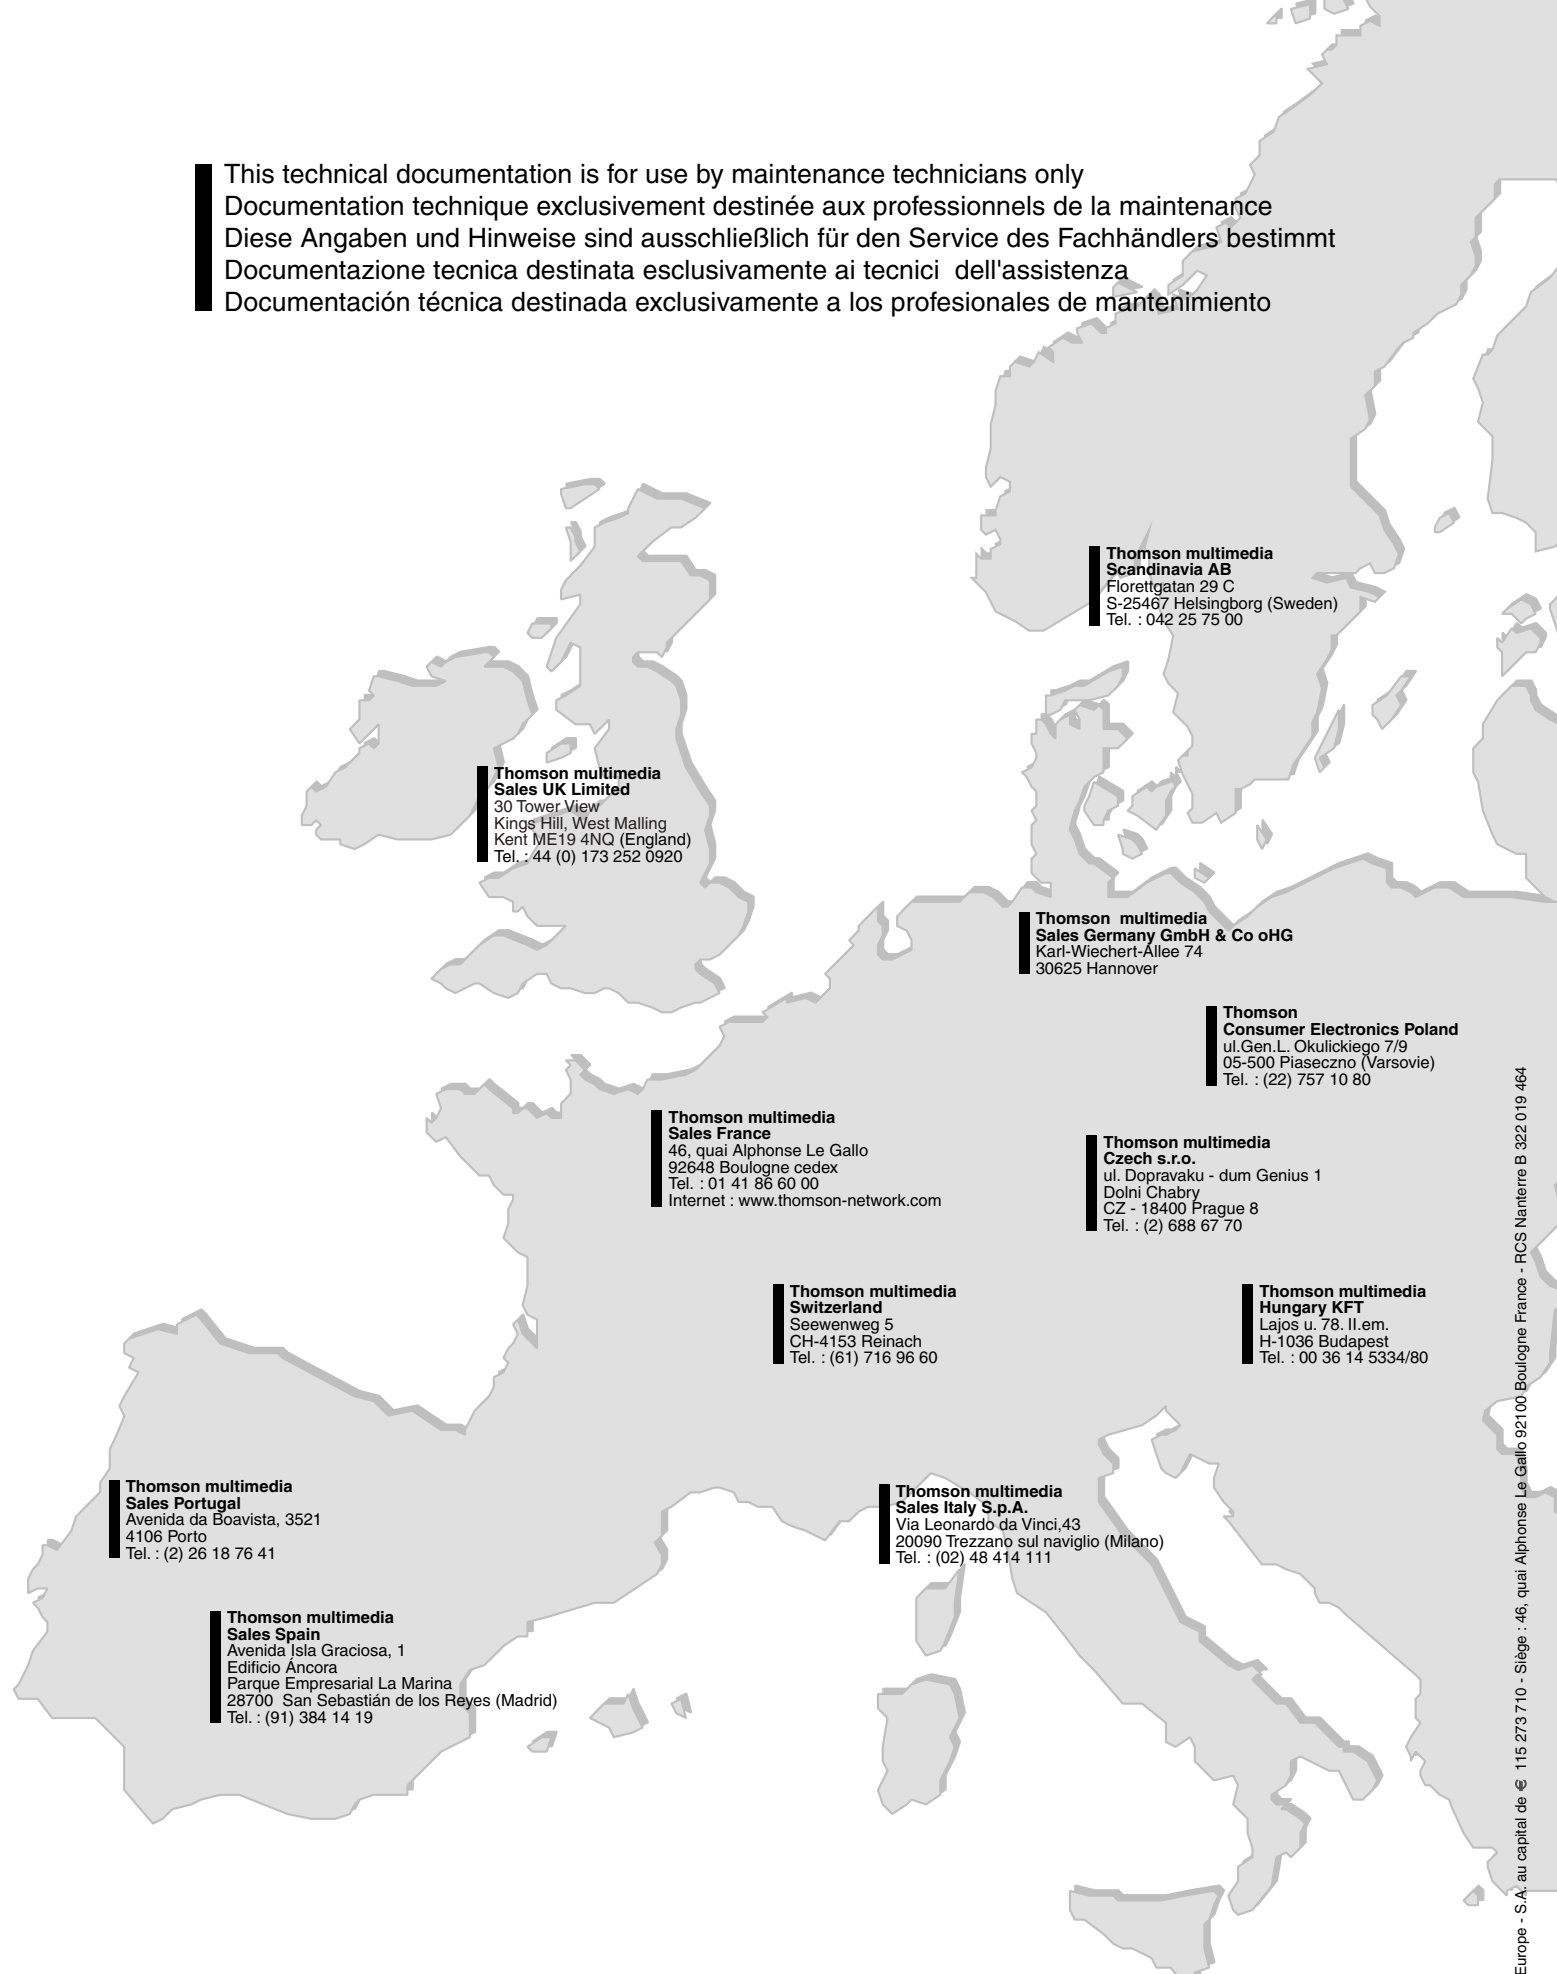 This technical documentation is for use by maintenance technicians only
Documentation technique exclusivement destinée aux professionnels de la maintenance
Diese Angaben und Hinweise sind ausschließlich für den Service des Fachhändlers bestimmt
Documentazione tecnica destinata esclusivamente ai tecnici dell'assistenza
Documentación técnica destinada exclusivamente a los profesionales de mantenimiento
Thomson multimedia
Scandinavia AB
Florettgatan 29 C
S-25467 Helsingborg (Sweden)
Tel. : 042 25 75 00
Thomson multimedia
Sales UK Limited
30 Tower View
Kings Hill, West Malling
Kent ME19 4NQ (England)
Tel. : 44 (0) 173 252 0920
Thomson multimedia
Sales Germany GmbH & Co oHG
Karl-Wiechert-Allee 74
30625 Hannover
Thomson
Consumer Electronics Poland
ul.Gen.L. Okulickiego 7/9
05-500 Piaseczno (Varsovie)
Tel. : (22) 757 10 80
Thomson multimedia
Sales France
46, quai Alphonse Le Gallo
92648 Boulogne cedex
Tel. : 01 41 86 60 00
Internet : www.thomson-network.com
Thomson multimedia
Czech s.r.o.
ul. Dopravaku - dum Genius 1
Dolni Chabry
CZ - 18400 Prague 8
Tel. : (2) 688 67 70
Thomson multimedia
Switzerland
Seewenweg 5
CH-4153 Reinach
Tel. : (61) 716 96 60
Thomson multimedia
Hungary KFT
Lajos u. 78. II.em.
H-1036 Budapest
Tel. : 00 36 14 5334/80
Thomson multimedia
Sales Portugal
Avenida da Boavista, 3521
4106 Porto
Tel. : (2) 26 18 76 41
Thomson multimedia
Sales Italy S.p.A.
Via Leonardo da Vinci,43
20090 Trezzano sul naviglio (Milano)
Tel. : (02) 48 414 111
Thomson multimedia
Sales Spain
Avenida Isla Graciosa, 1
Edificio Áncora
Parque Empresarial La Marina
28700 San Sebastián de los Reyes (Madrid)
Tel. : (91) 384 14 19
Europe - S.A. au capital de € 115 273 710 - Siège : 46, quai Alphonse Le Gallo 92100 Boulogne France - RCS Nanterre B 322 019 464